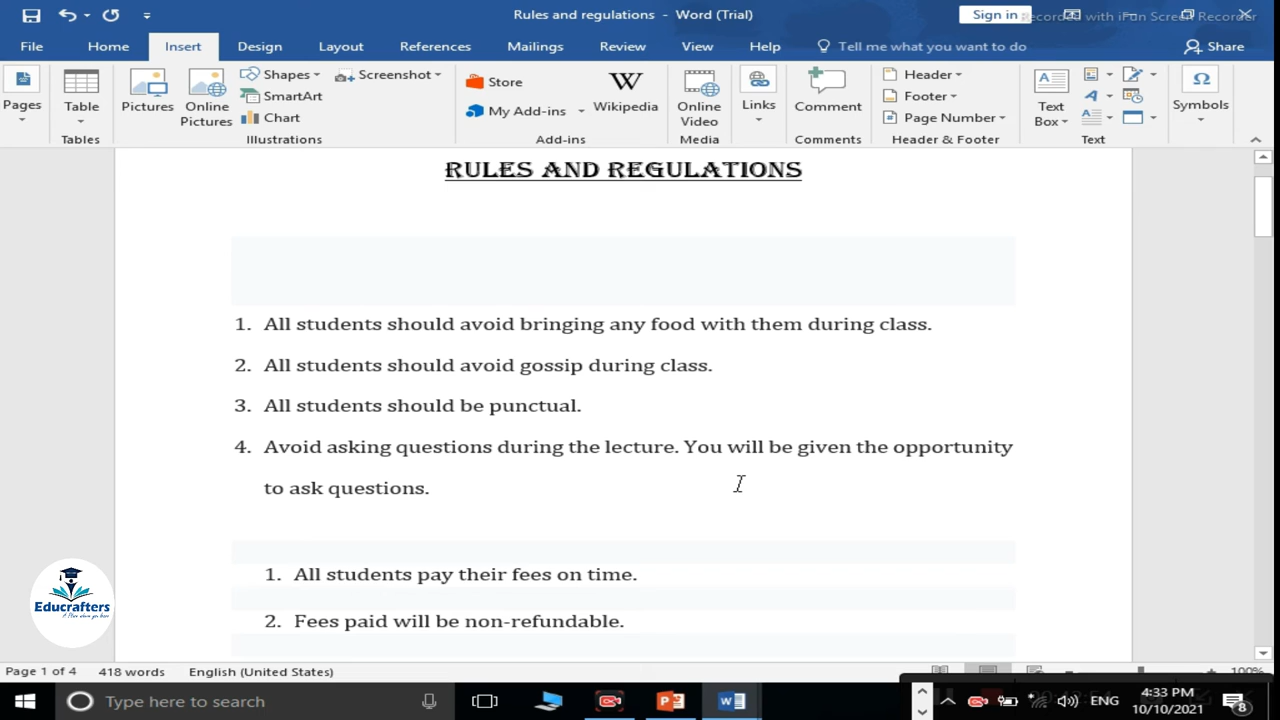 Rules and regulations - Word (Trial)
Sign in
Recorded with iFun Screen Recorder
File Home Insert Design Layout References Mailings Review View Help Tell me what you want to do Share
Pages
Table
Tables
Pictures
Online Pictures
Shapes
SmartArt
Chart
Screenshot
Illustrations
Store
My Add-ins
W
Wikipedia
Add-ins
Online Video
Media
Links
Comment
Comments
Header
Footer
Page Number
Header & Footer
Text Box
Text
Ω
Symbols
RULES AND REGULATIONS
1. All students should avoid bringing any food with them during class.
2. All students should avoid gossip during class.
3. All students should be punctual.
4. Avoid asking questions during the lecture. You will be given the opportunity
to ask questions.
1. All students pay their fees on time.
2. Fees paid will be non-refundable.
Educrafters
Page 1 of 4 418 words English (United States) 100%
Type here to search
ENG
4:33 PM
10/10/2021
8